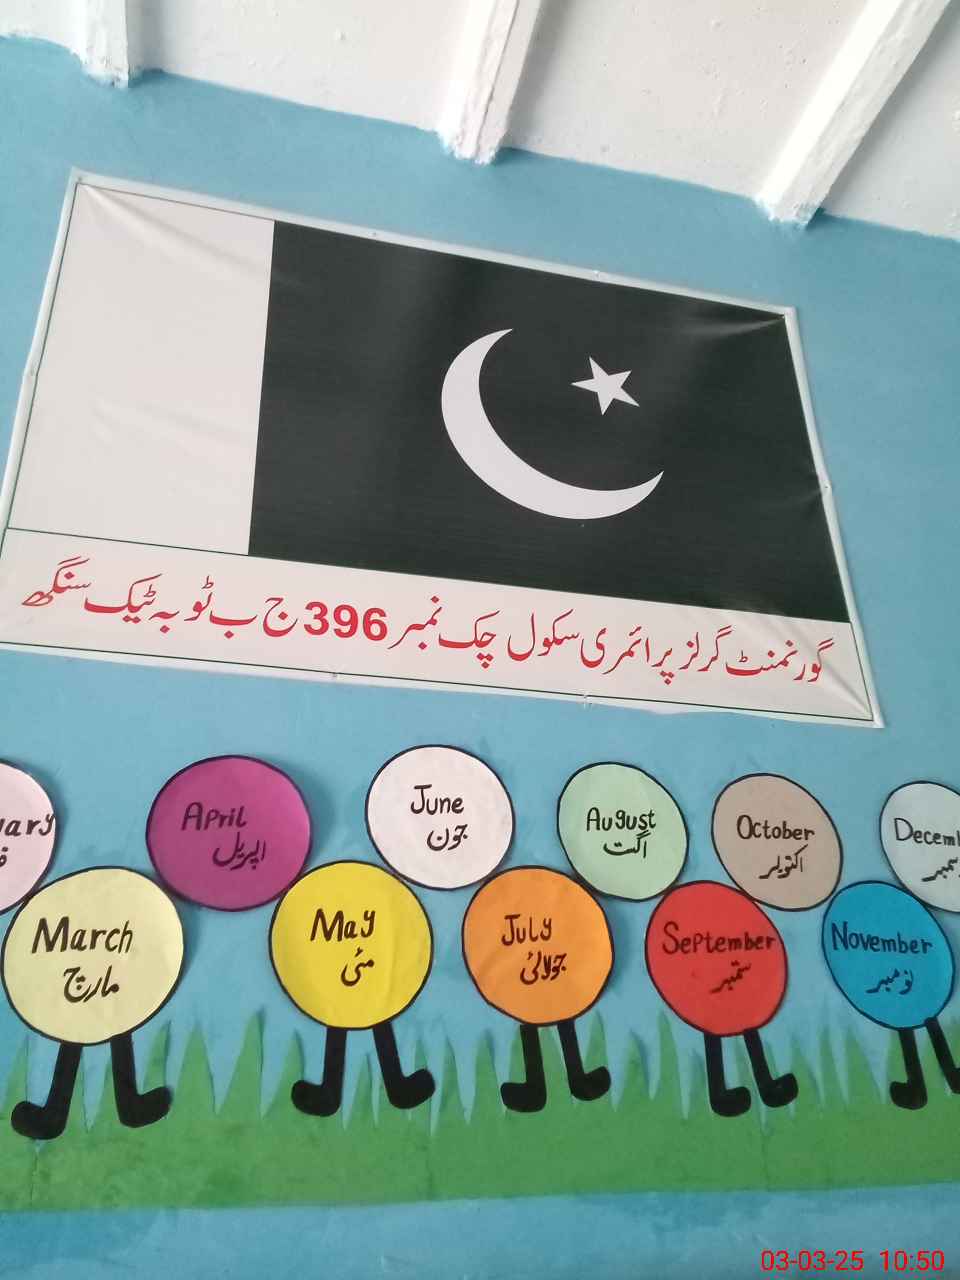 گورنمنٹ گرلز پرائمری سکول چک نمبر 396 ج ب ٹوبہ ٹیک سنگھ
April
اپریل
June
جون
August
اگست
October
اکتوبر
March
مارچ
May
مئی
July
جولائی
September
ستمبر
November
نومبر
03-03-25 10:50